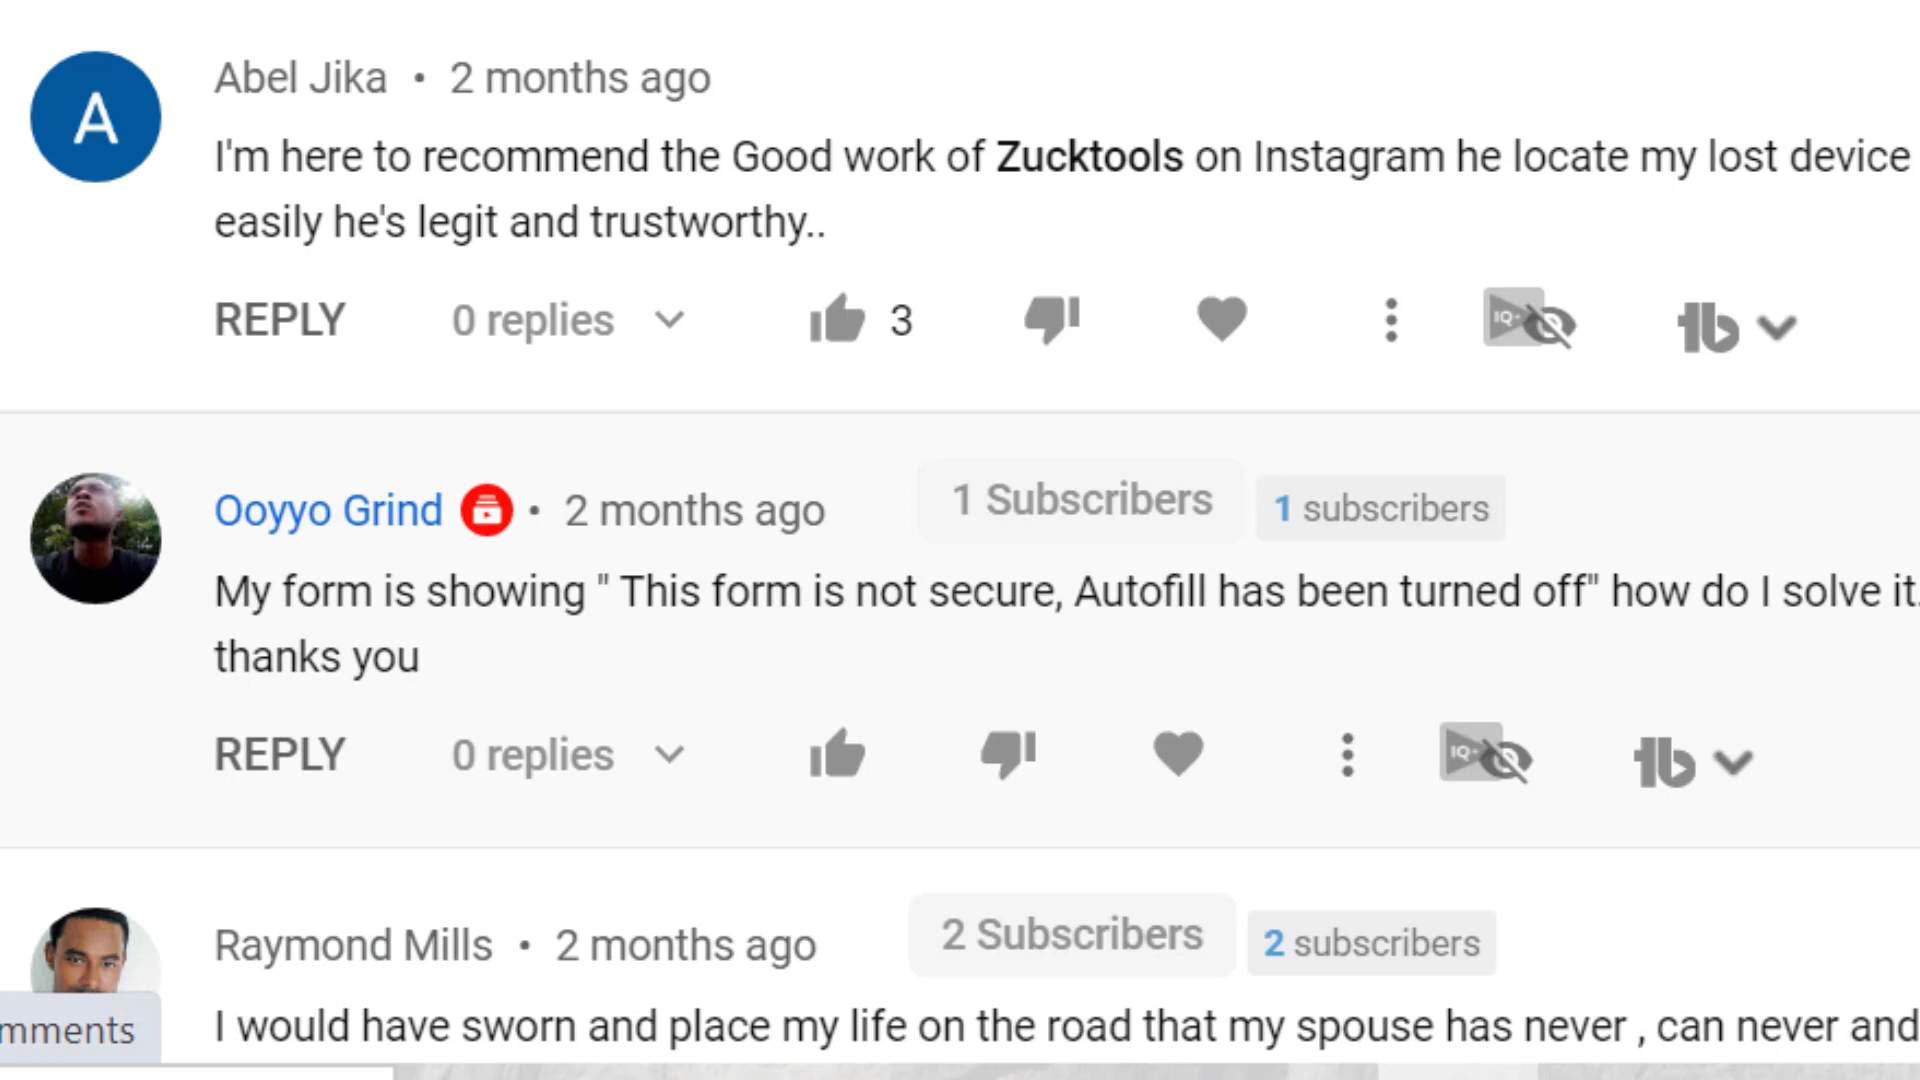 A
Abel Jika • 2 months ago
I'm here to recommend the Good work of Zucktools on Instagram he locate my lost device
easily he's legit and trustworthy..
REPLY 0 replies 3 IQ+ tb
Ooyyo Grind • 2 months ago 1 Subscribers 1 subscribers
My form is showing " This form is not secure, Autofill has been turned off" how do I solve it.
thanks you
REPLY 0 replies IQ+ tb
Raymond Mills • 2 months ago 2 Subscribers 2 subscribers
mments
I would have sworn and place my life on the road that my spouse has never , can never and